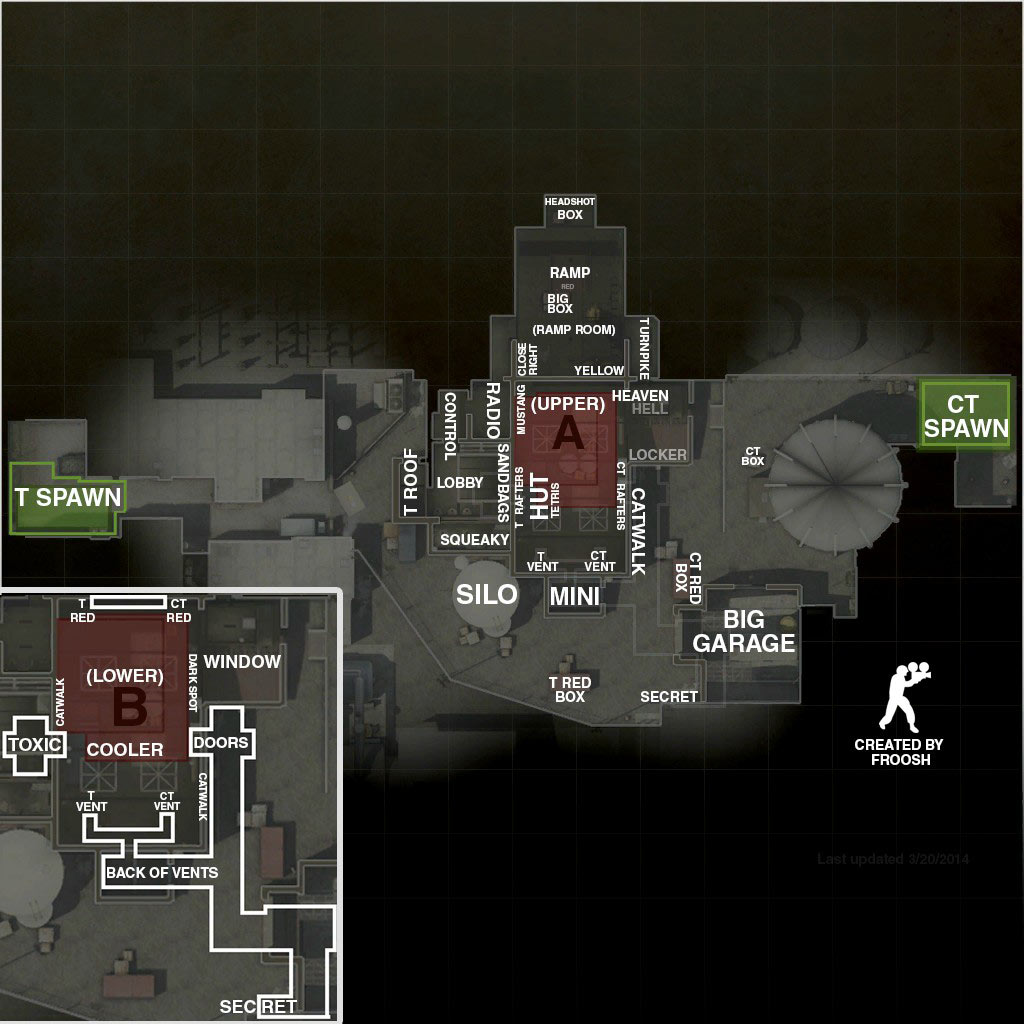 HEADSHOT
BOX
RAMP
RED
BIG
BOX
(RAMP ROOM)
TURNPIKE
CLOSE
RIGHT
YELLOW
CONTROL
RADIO
MUSTANG
(UPPER)
A
HEAVEN
HELL
CT
SPAWN
T ROOF
LOBBY
SANDBAGS
T RAFTERS
HUT
TETRIS
CT RAFTERS
LOCKER
CATWALK
CT
BOX
T SPAWN
SQUEAKY
T
VENT
CT
VENT
SILO
MINI
CT RED
BOX
BIG
GARAGE
T RED
BOX
SECRET
T
RED
CT
RED
(LOWER)
B
CATWALK
DARK SPOT
WINDOW
TOXIC
COOLER
DOORS
T
VENT
CT
VENT
CATWALK
BACK OF VENTS
SECRET
CREATED BY
FROOSH
Last updated 3/20/2014